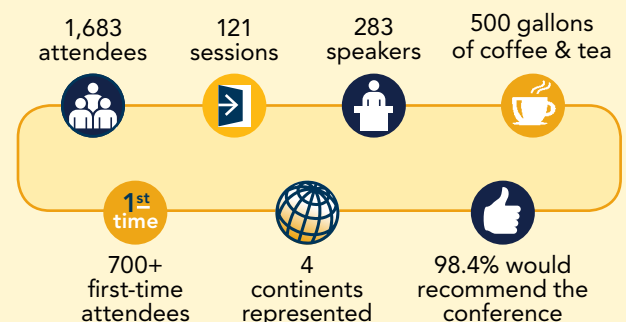 1,683
attendees
121
sessions
283
speakers
500 gallons
of coffee & tea
1st
time
700+
first-time
attendees
4
continents
represented
98.4% would
recommend the
conference